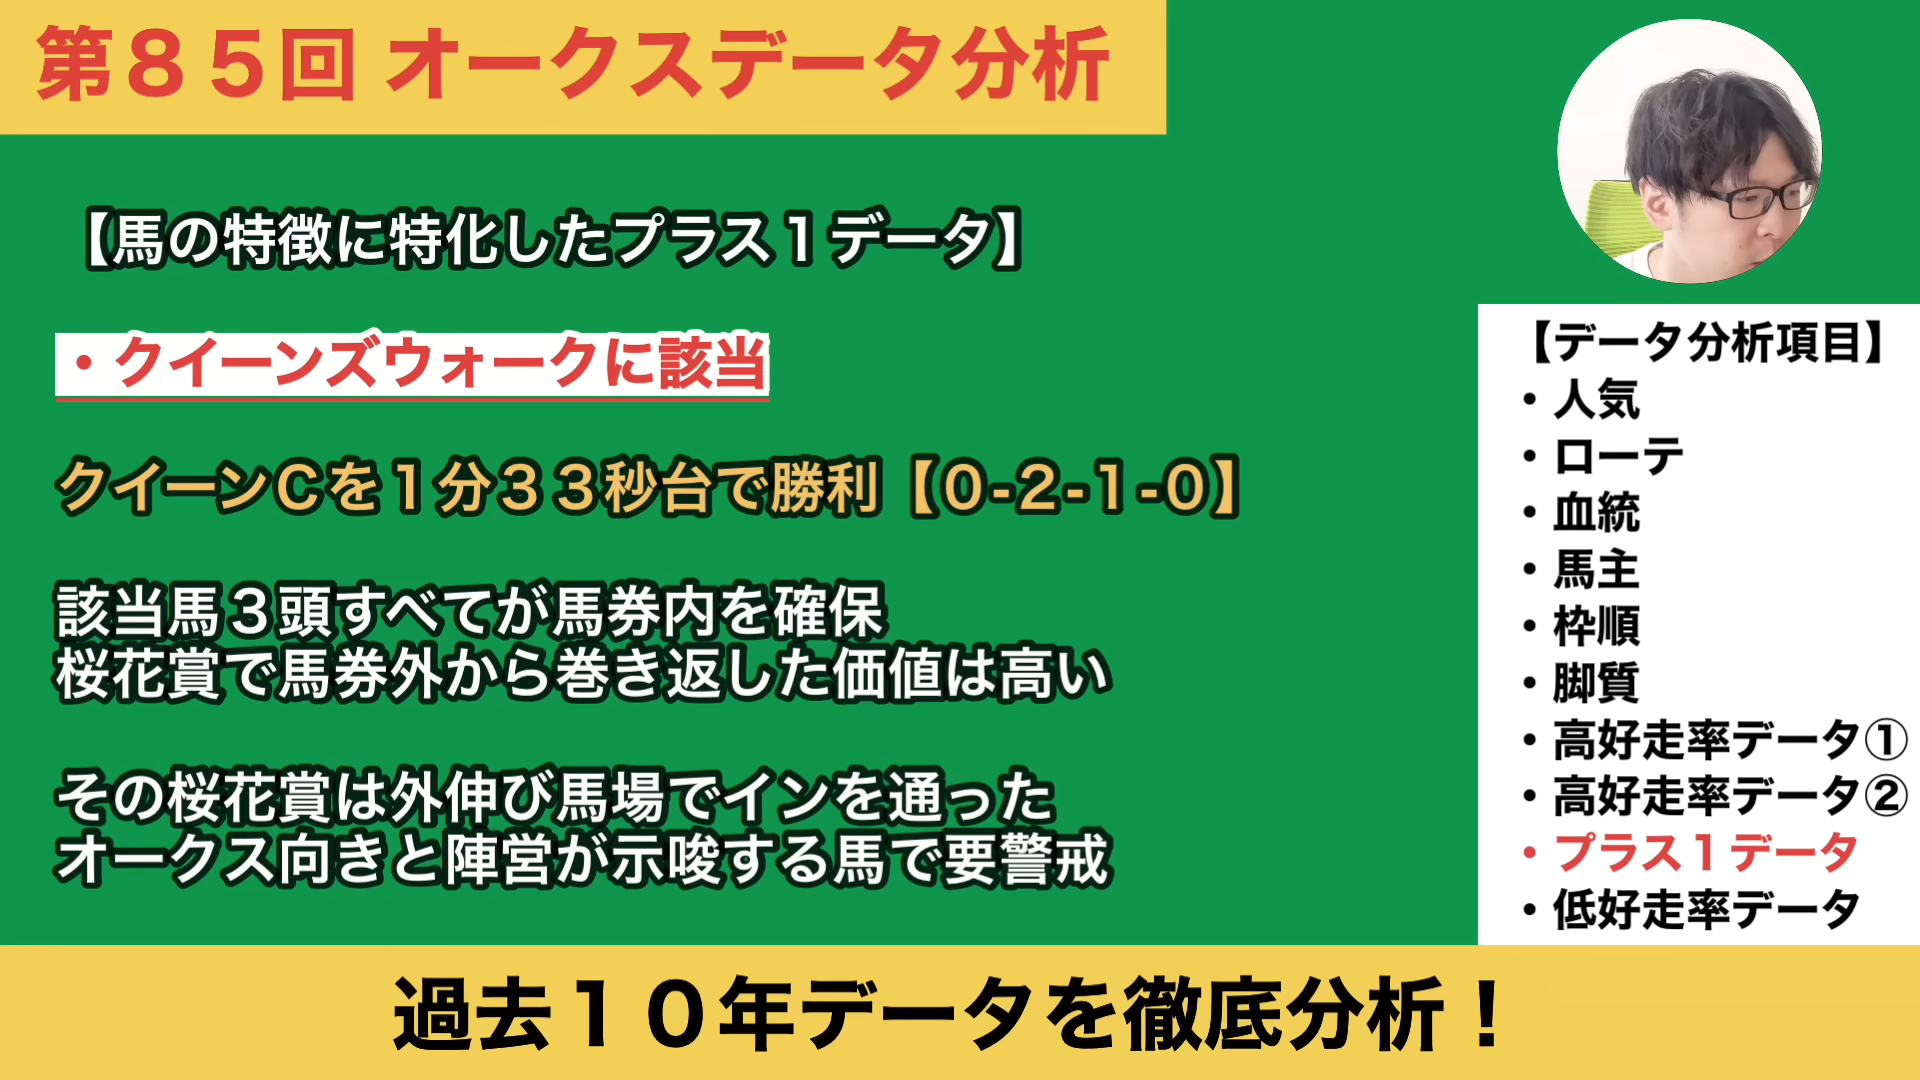 第８５回 オークスデータ分析
【馬の特徴に特化したプラス１データ】
・クイーンズウォークに該当
クイーンＣを１分３３秒台で勝利【０-２-１-０】
該当馬３頭すべてが馬券内を確保
桜花賞で馬券外から巻き返した価値は高い
その桜花賞は外伸び馬場でインを通った
オークス向きと陣営が示唆する馬で要警戒
【データ分析項目】
・人気
・ローテ
・血統
・馬主
・枠順
・脚質
・高好走率データ①
・高好走率データ②
・プラス１データ
・低好走率データ
過去１０年データを徹底分析！